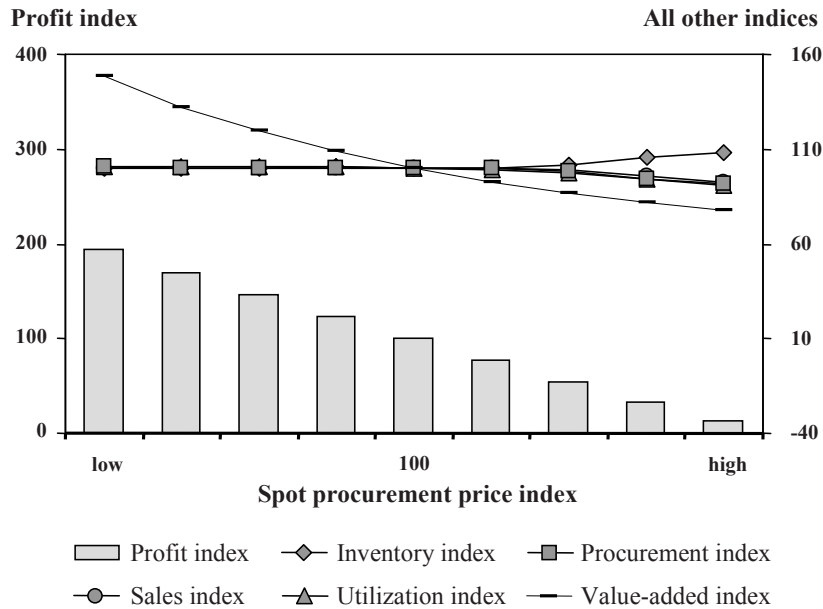 Profit index All other indices
400 160
300 110
200 60
100 10
0 -40
low 100 high
Spot procurement price index
Profit index Inventory index Procurement index
Sales index Utilization index Value-added index